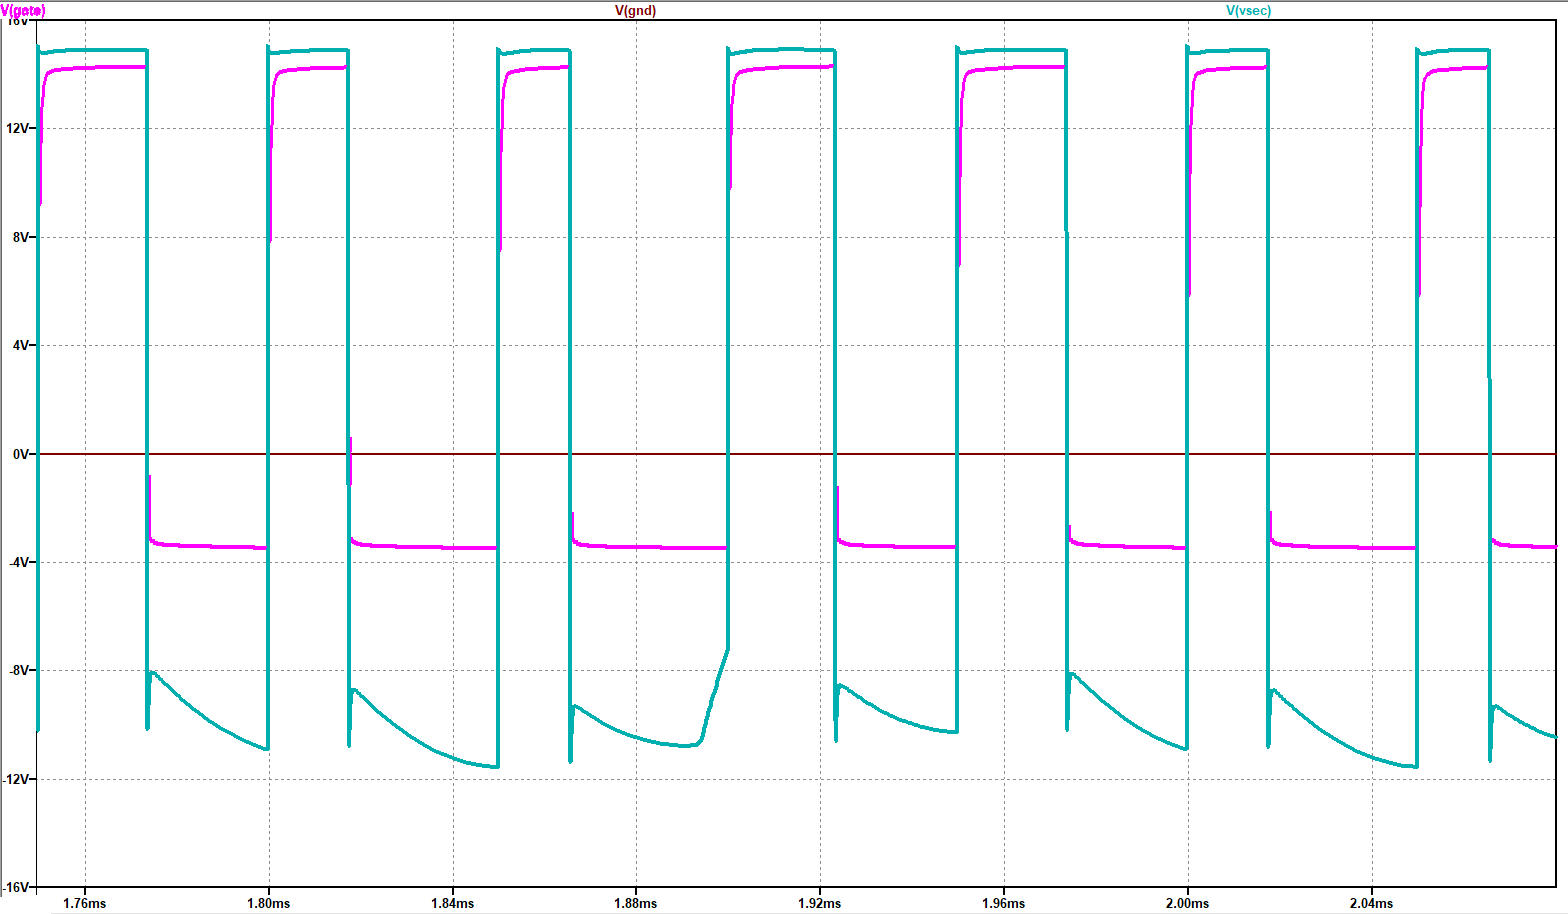 V(gate) V(gnd) V(vsec)
16V
12V
8V
4V
0V
-4V
-8V
-12V
-16V
1.76ms 1.80ms 1.84ms 1.88ms 1.92ms 1.96ms 2.00ms 2.04ms